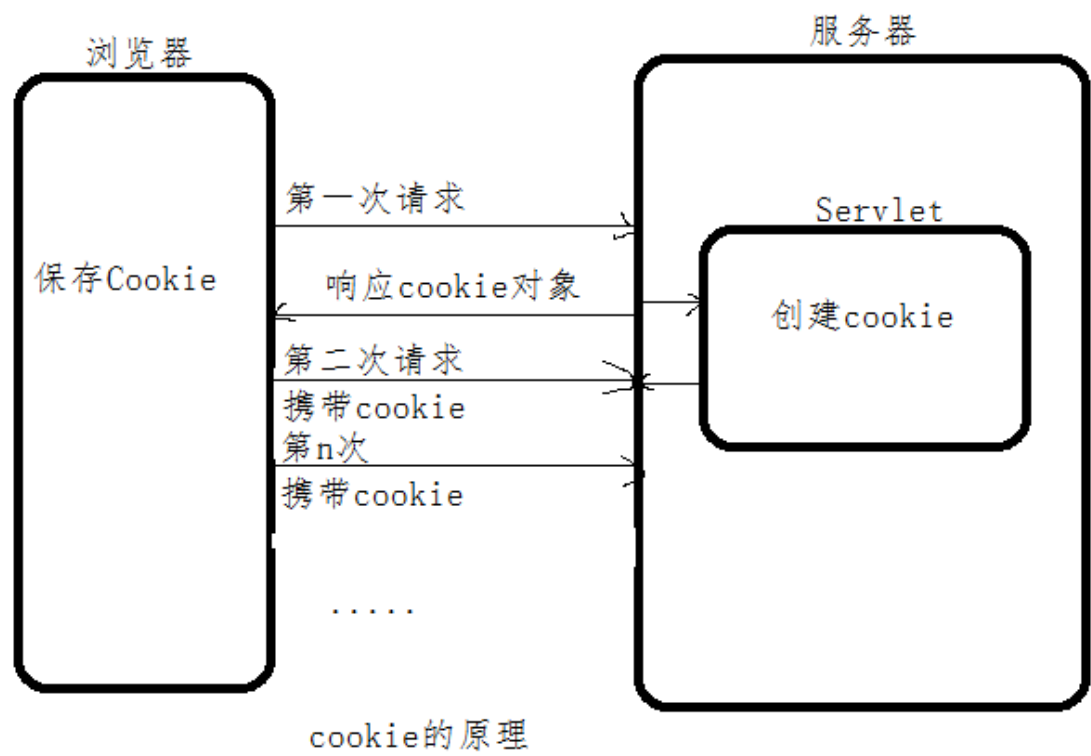 浏览器
服务器
第一次请求
Servlet
保存Cookie
响应cookie对象
创建cookie
第二次请求
携带cookie
第n次
携带cookie
.....
cookie的原理